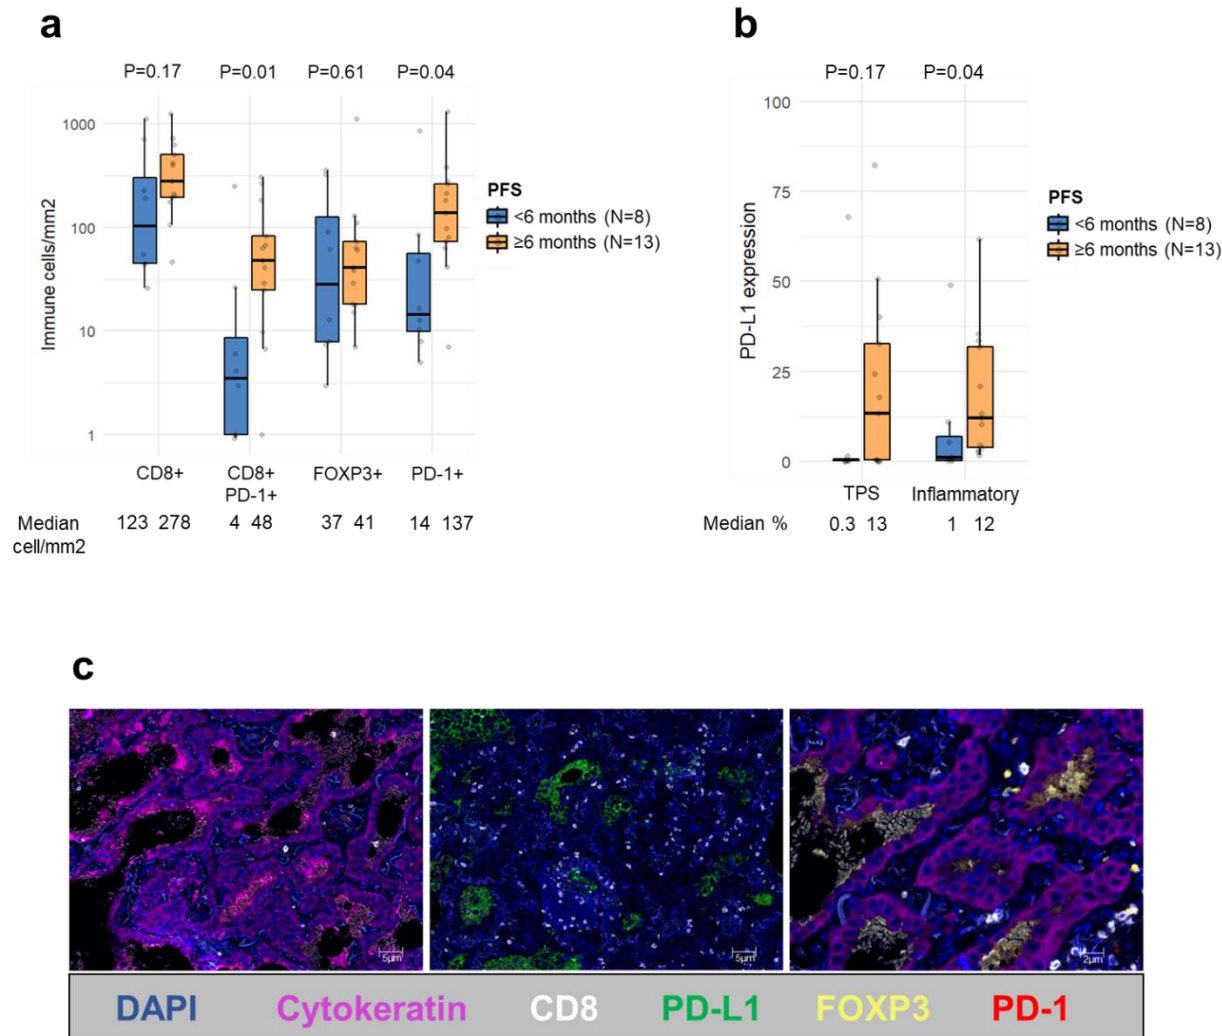 a
P=0.17 P=0.01 P=0.61 P=0.04
1000
100
10
1
Immune cells/mm2
CD8+ CD8+ PD-1+ FOXP3+ PD-1+
Median cell/mm2 123 278 4 48 37 41 14 137
PFS
<6 months (N=8)
≥6 months (N=13)
b
P=0.17 P=0.04
100
75
50
25
0
PD-L1 expression
TPS Inflammatory
Median % 0.3 13 1 12
PFS
<6 months (N=8)
≥6 months (N=13)
c
5μm
5μm
2μm
DAPI Cytokeratin CD8 PD-L1 FOXP3 PD-1